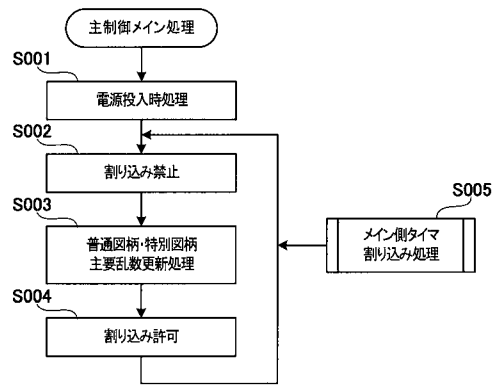 主制御メイン処理
S001
電源投入時処理
S002
割り込み禁止
S003
普通図柄・特別図柄
主要乱数更新処理
S004
割り込み許可
S005
メイン側タイマ
割り込み処理